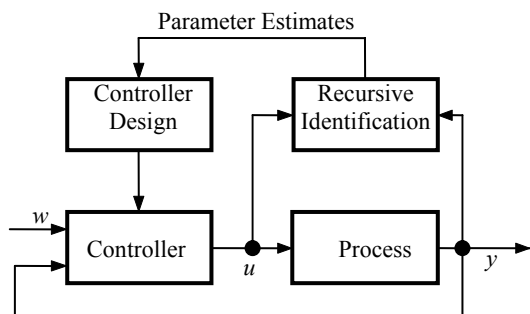 Parameter Estimates
Controller
Design
Recursive
Identification
w
Controller
u
Process
y